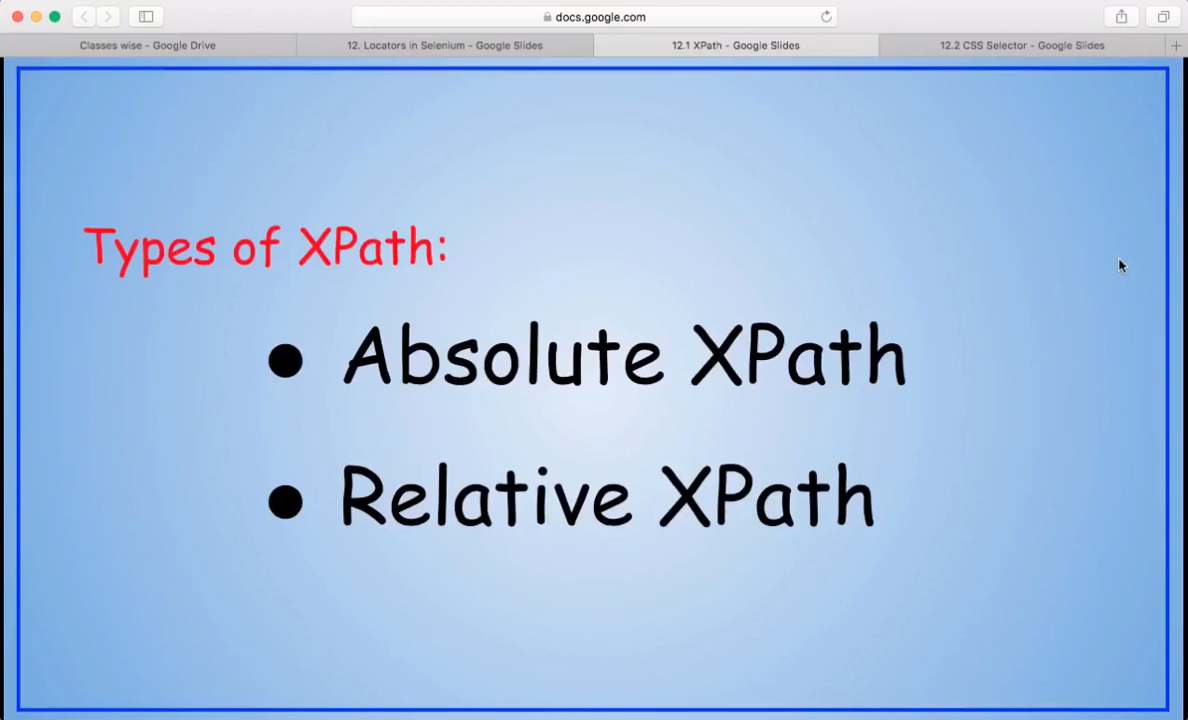 docs.google.com
Classes wise - Google Drive
12. Locators in Selenium - Google Slides
12.1 XPath - Google Slides
12.2 CSS Selector - Google Slides
Types of XPath:
● Absolute XPath
● Relative XPath